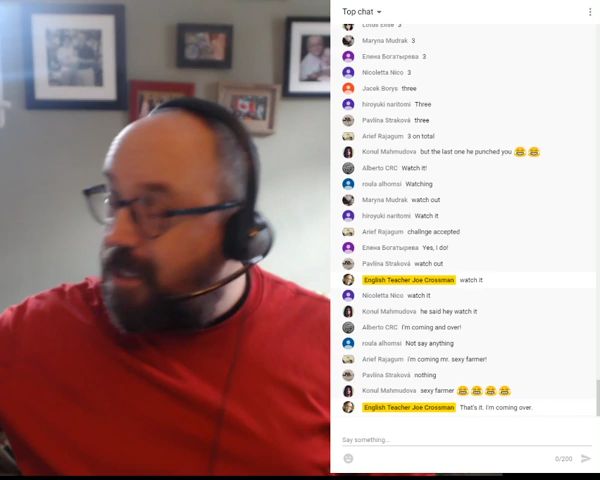 Top chat
Lotus Elise 3
Maryna Mudrak 3
Елена Богатырева 3
Nicoletta Nico 3
Jacek Borys three
hiroyuki naritomi Three
Pavlína Straková three
Arief Rajagum 3 on total
Konul Mahmudova but the last one he punched you 😂 😂
Alberto CRC Watch it!
roula alhomsi Watching
Maryna Mudrak watch out
hiroyuki naritomi Watch it
Arief Rajagum challnge accepted
Елена Богатырева Yes, I do!
Pavlína Straková watch out
English Teacher Joe Crossman watch it
Nicoletta Nico watch it
Konul Mahmudova he said hey watch it
Alberto CRC I'm coming and over!
roula alhomsi Not say anything
Arief Rajagum i'm coming mr. sexy farmer!
Pavlína Straková nothing
Konul Mahmudova sexy farmer 😂 😂 😂 😂
English Teacher Joe Crossman That's it. I'm coming over.
Say something...
0/200